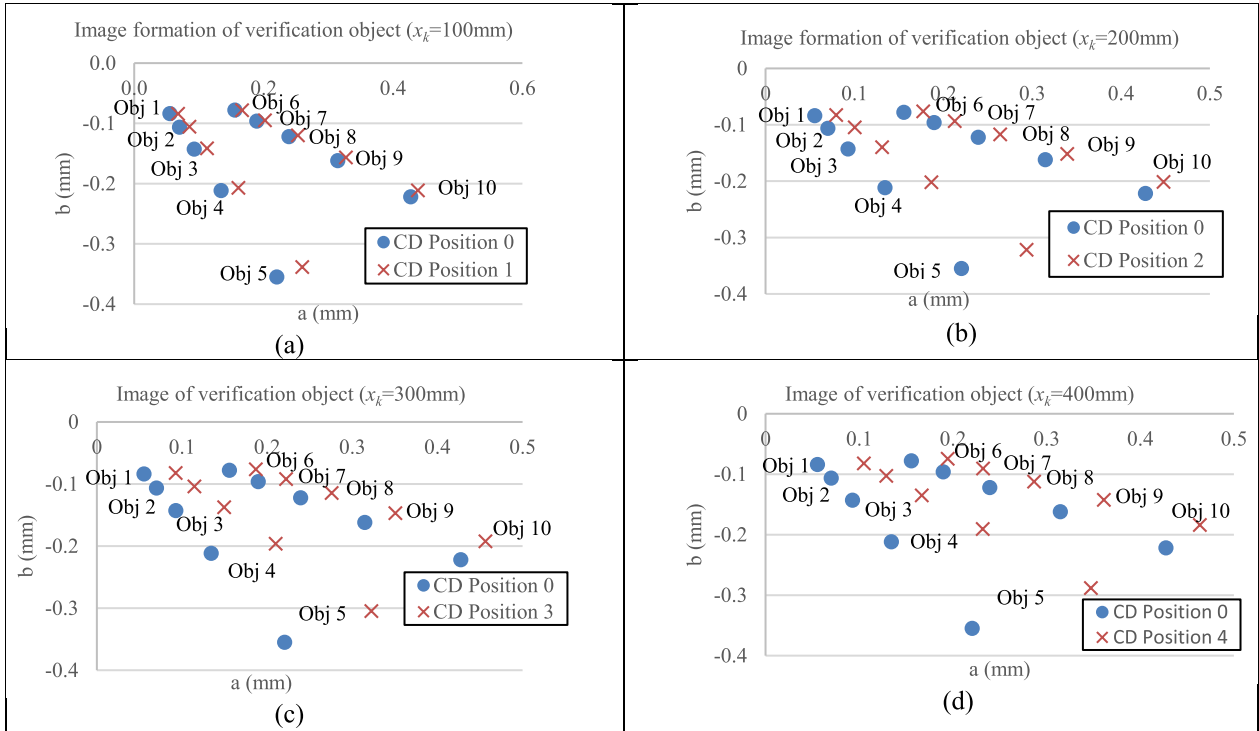 Image formation of verification object (xk=100mm)
0.0
0.0 0.2 0.4 0.6
Obj 1
Obj 6
Obj 7
-0.1
Obj 2
Obj 8
Obj 9
Obj 3
Obj 10
-0.2
Obj 4
b (mm)
CD Position 0
Obj 5
CD Position 1
-0.3
-0.4
a (mm)
(a)
Image formation of verification object (xk=200mm)
0
0 0.1 0.2 0.3 0.4 0.5
Obj 1
Obj 6
Obj 7
-0.1
Obj 2
Obj 8
Obj 9
Obj 3
Obj 10
-0.2
Obj 4
b (mm)
CD Position 0
CD Position 2
Obj 5
-0.3
-0.4
a (mm)
(b)
Image of verification object (xk=300mm)
0
0 0.1 0.2 0.3 0.4 0.5
Obj 6
Obj 1
Obj 7
Obj 8
-0.1
Obj 2
Obj 9
Obj 3
Obj 10
-0.2
Obj 4
b (mm)
CD Position 0
CD Position 3
Obj 5
-0.3
-0.4
a (mm)
(c)
Image of verification object (xk=400mm)
0
0 0.1 0.2 0.3 0.4 0.5
Obj 6
Obj 1
Obj 7
Obj 8
-0.1
Obj 2
Obj 9
Obj 3
Obj 10
-0.2
Obj 4
b (mm)
Obj 5
CD Position 0
CD Position 4
-0.3
-0.4
a (mm)
(d)